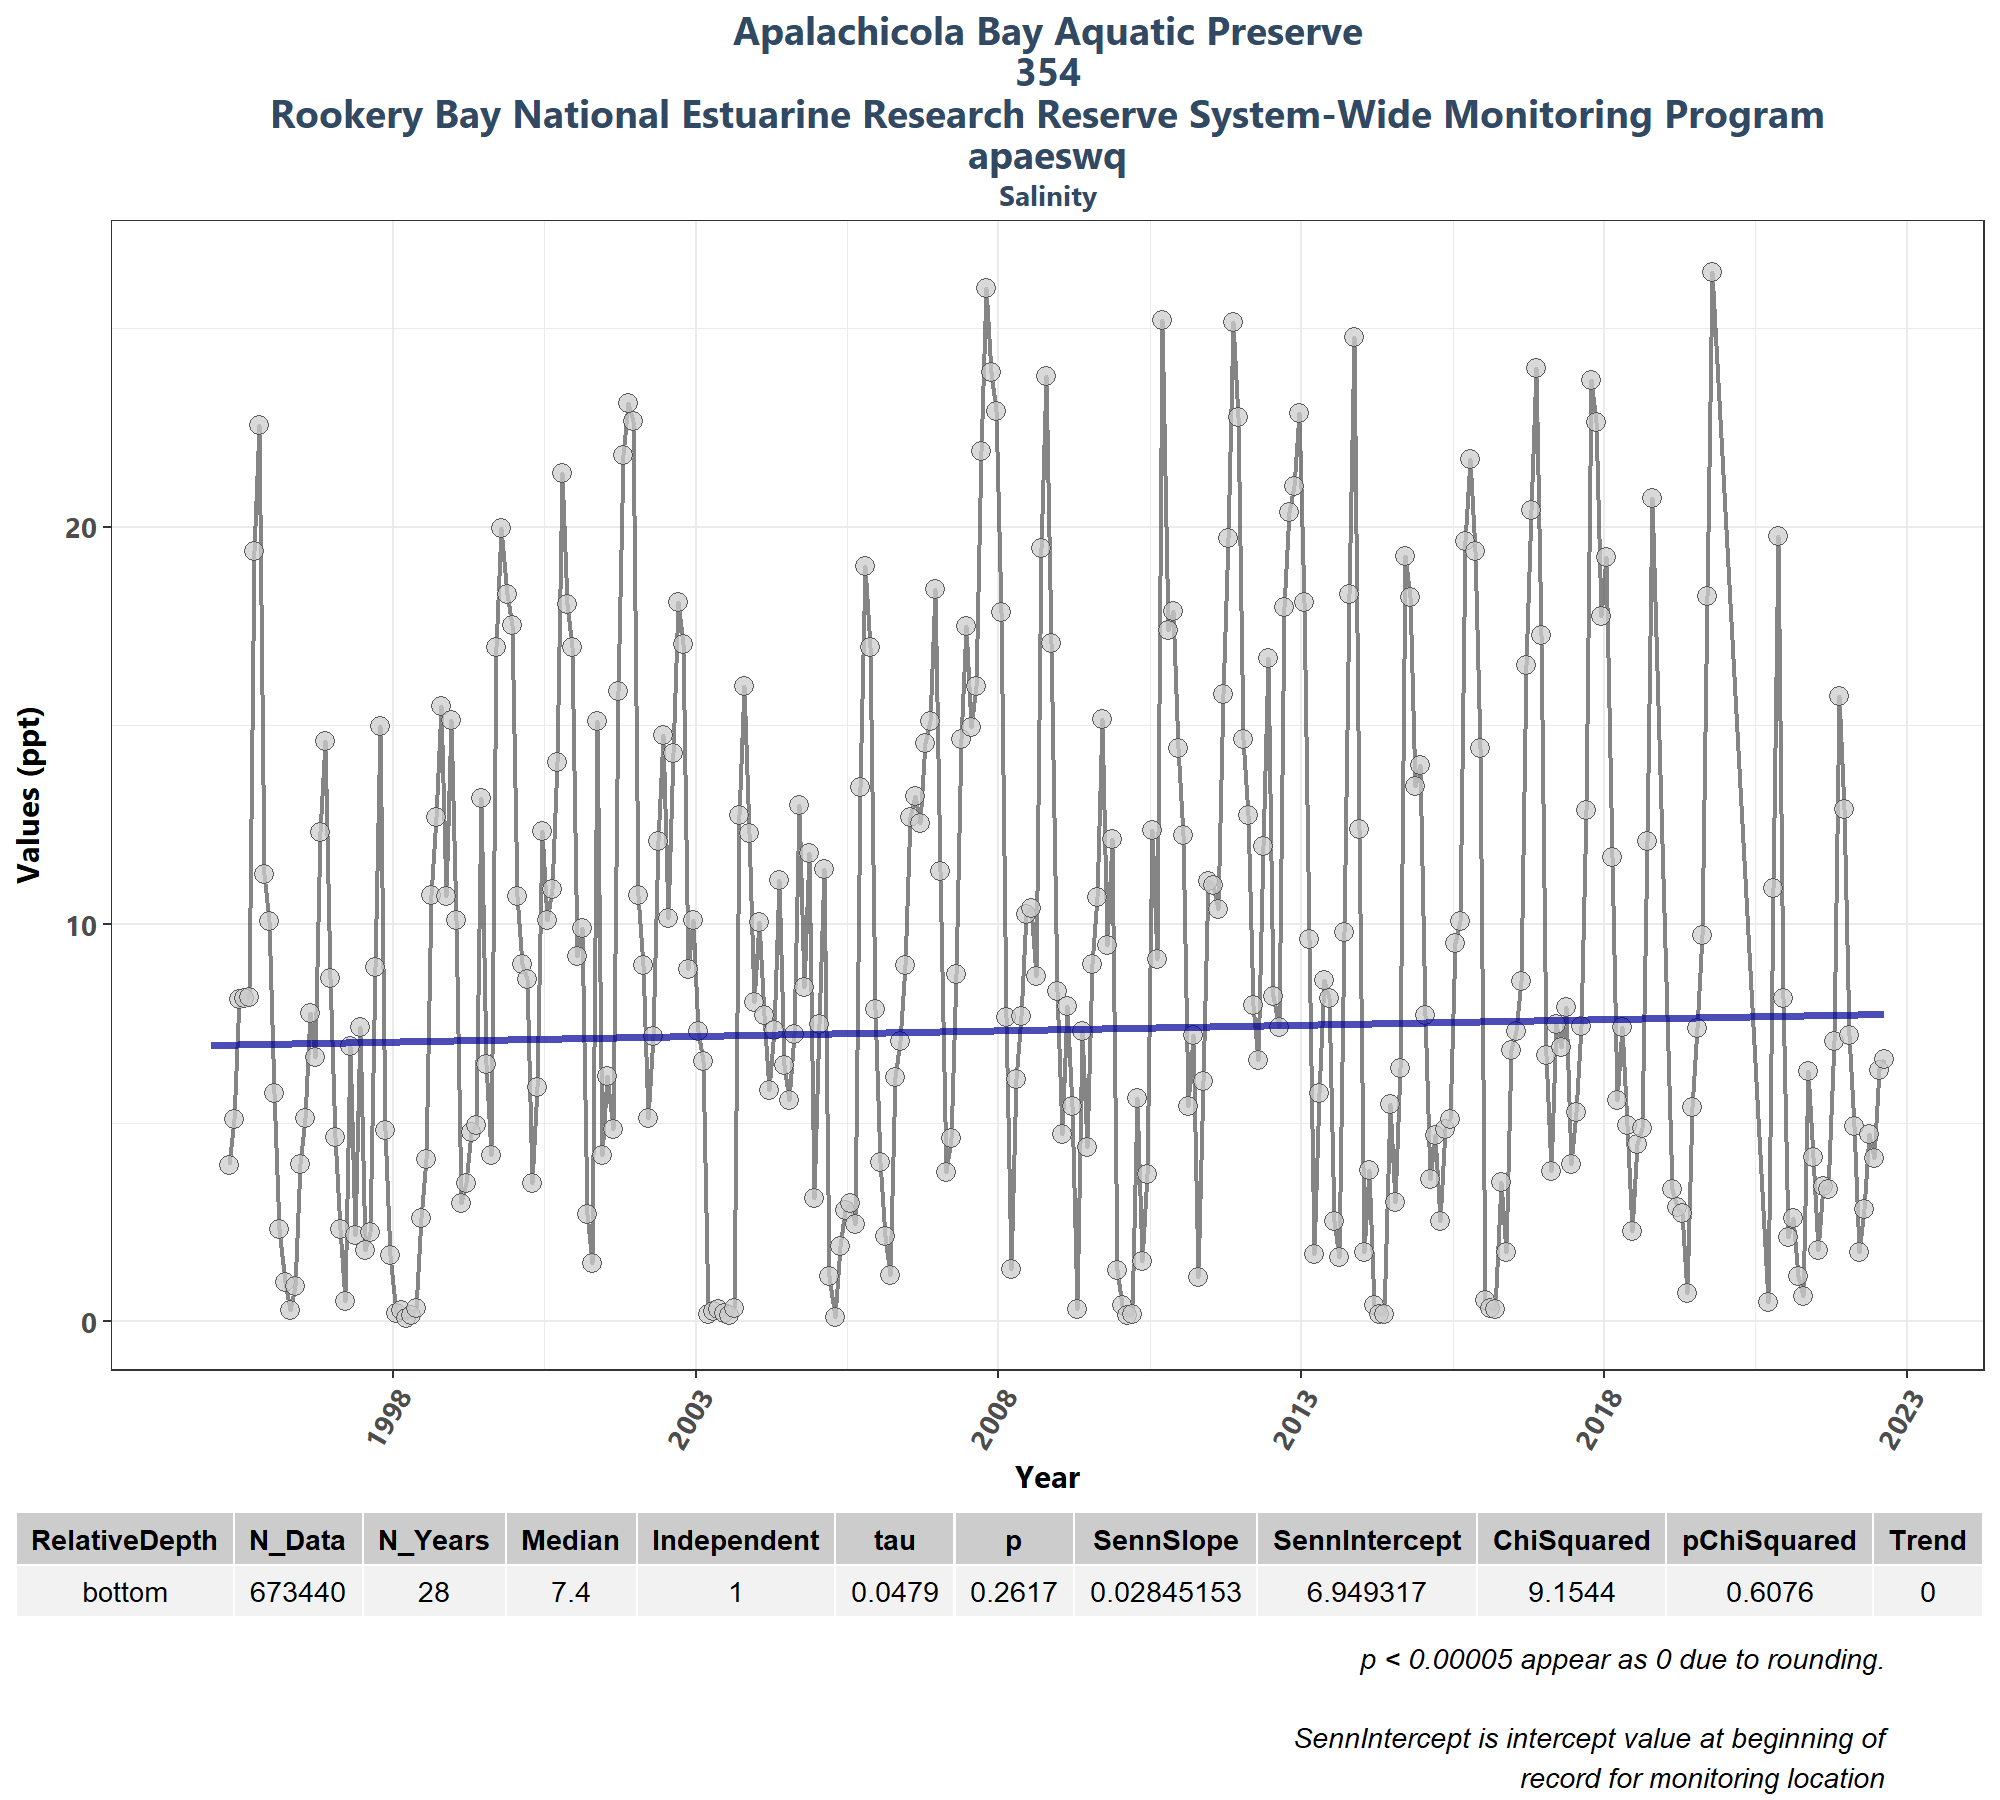 Apalachicola Bay Aquatic Preserve
354
Rookery Bay National Estuarine Research Reserve System-Wide Monitoring Program
apaeswq
Salinity
Values (ppt)
20
10
0
1998 2003 2008 2013 2018 2023
Year
RelativeDepth N_Data N_Years Median Independent tau p SennSlope SennIntercept ChiSquared pChiSquared Trend
bottom 673440 28 7.4 1 0.0479 0.2617 0.02845153 6.949317 9.1544 0.6076 0
p < 0.00005 appear as 0 due to rounding.
SennIntercept is intercept value at beginning of
record for monitoring location